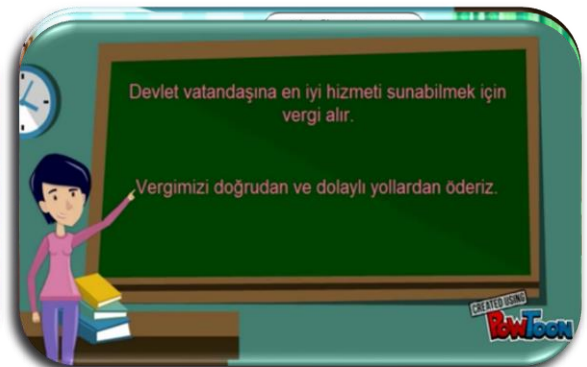 Devlet vatandaşına en iyi hizmeti sunabilmek için
vergi alır.
Vergimizi doğrudan ve dolaylı yollardan öderiz.
CREATED USING
POWTOON